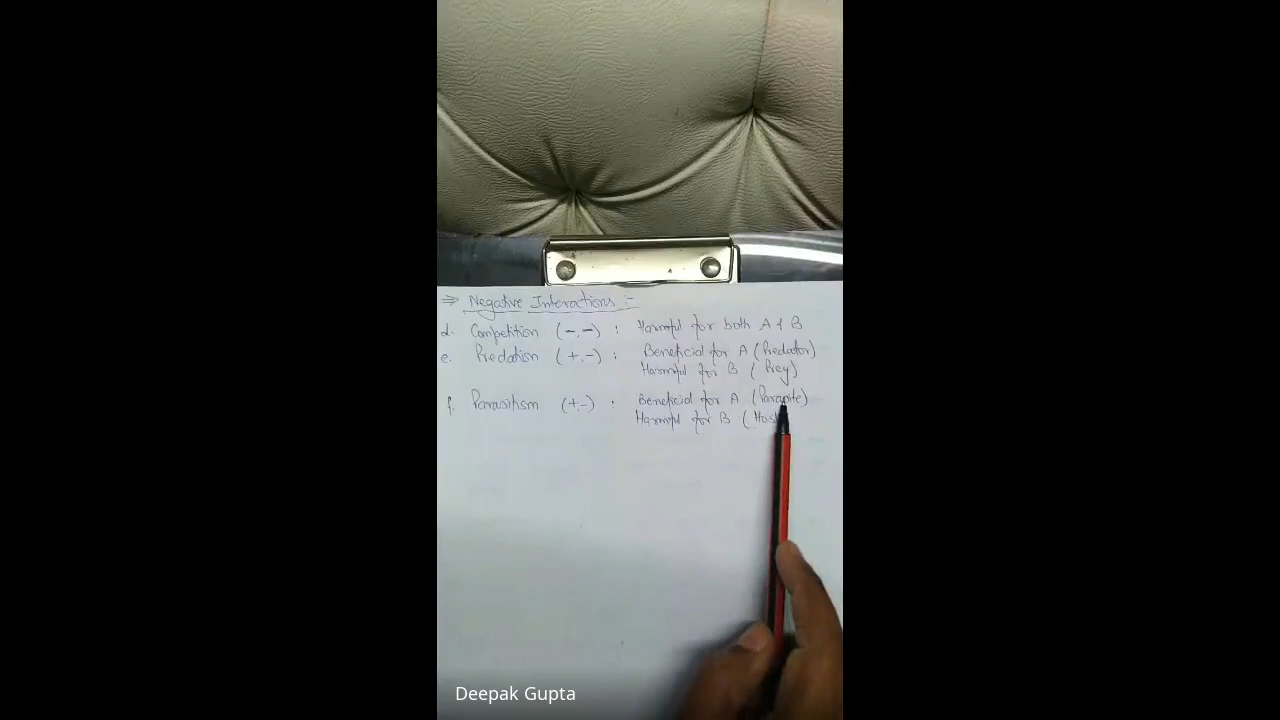 ⇒ Negative Interactions :-
d. Competition (-,-) : Harmful for both A & B
e. Predation (+,-) : Beneficial for A (Predator)
Harmful for B (Prey)
f. Parasitism (+,-) : Beneficial for A (Parasite)
Harmful for B (Host
Deepak Gupta